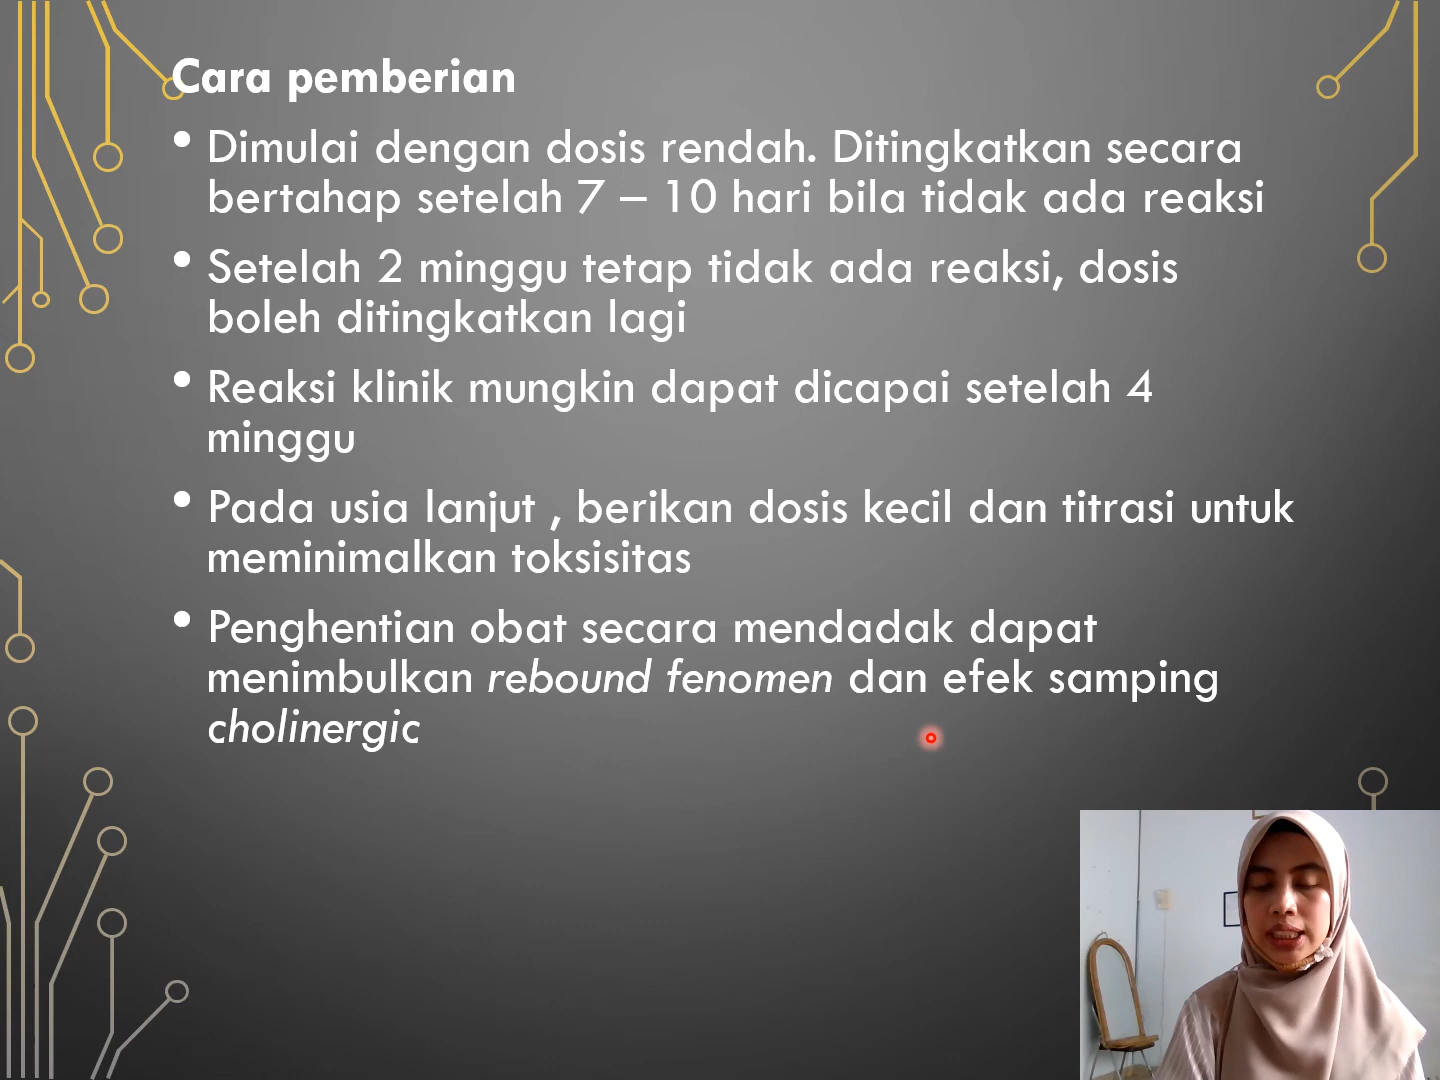 Cara pemberian
• Dimulai dengan dosis rendah. Ditingkatkan secara
bertahap setelah 7 – 10 hari bila tidak ada reaksi
• Setelah 2 minggu tetap tidak ada reaksi, dosis
boleh ditingkatkan lagi
• Reaksi klinik mungkin dapat dicapai setelah 4
minggu
• Pada usia lanjut , berikan dosis kecil dan titrasi untuk
meminimalkan toksisitas
• Penghentian obat secara mendadak dapat
menimbulkan rebound fenomen dan efek samping
cholinergic